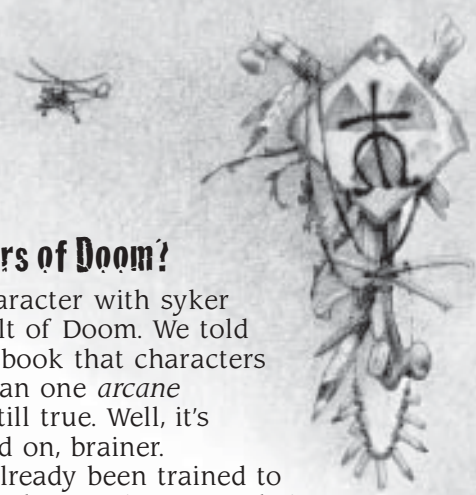 rs of Doom?
aracter with syker
lt of Doom. We told
book that characters
an one arcane
till true. Well, it's
d on, brainer.
lready been trained to